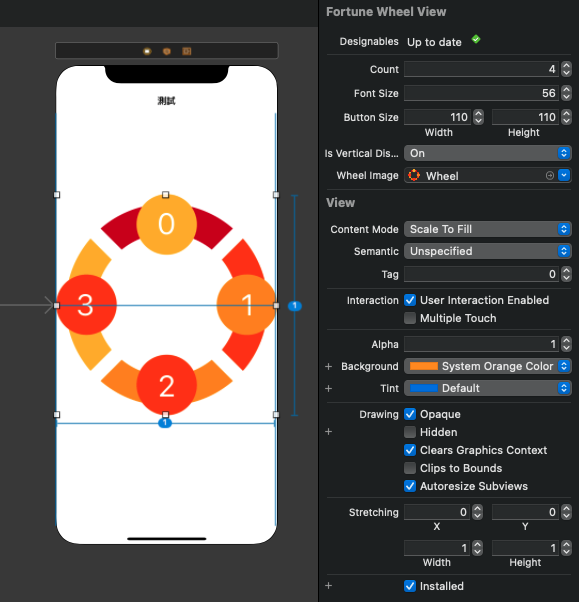 Fortune Wheel View
Designables Up to date
Count 4
Font Size 56
Button Size 110 110
Width Height
Is Vertical Dis... On
Wheel Image Wheel
View
Content Mode Scale To Fill
Semantic Unspecified
Tag 0
Interaction User Interaction Enabled
Multiple Touch
Alpha 1
+ Background System Orange Color
+ Tint Default
Drawing Opaque
+ Hidden
Clears Graphics Context
Clips to Bounds
Autoresize Subviews
Stretching 0 0
X Y
1 1
Width Height
+ Installed
測試
0
3 1
2
1
1